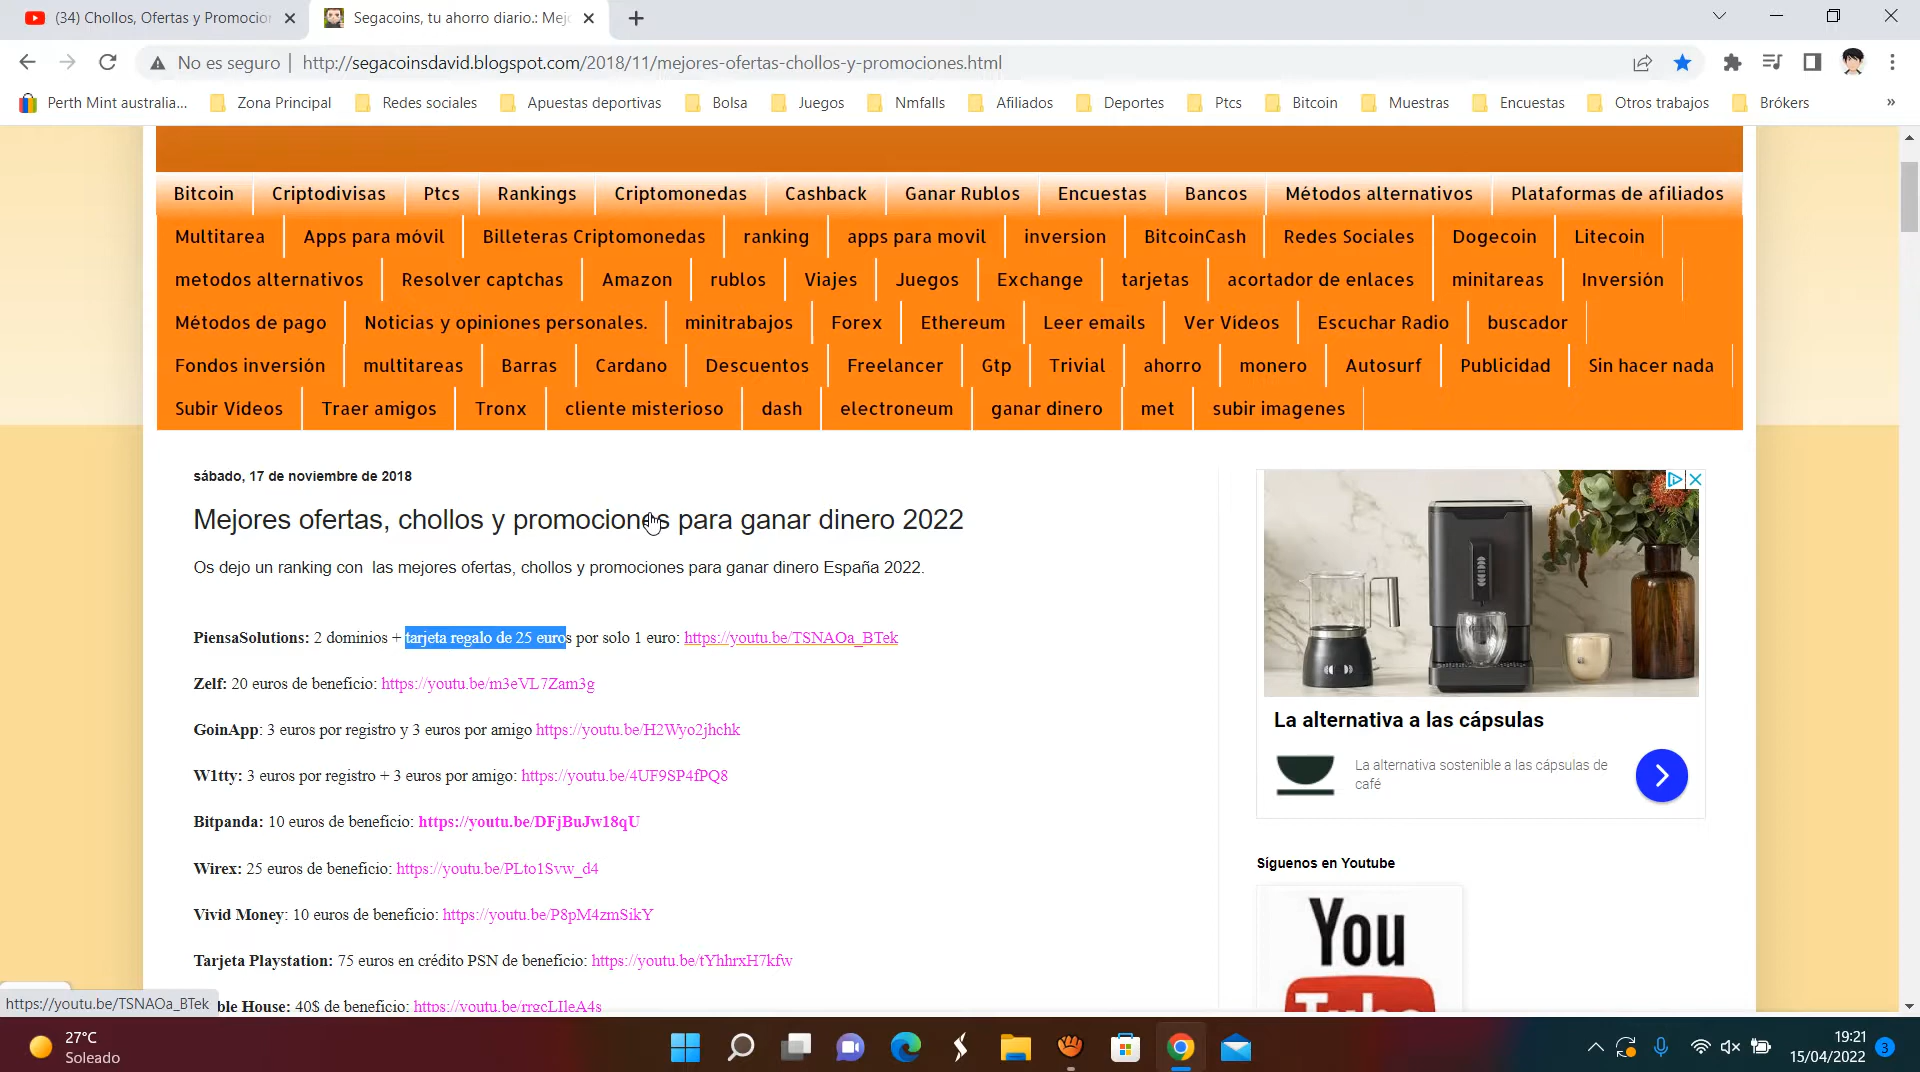 (34) Chollos, Ofertas y Promocion
Segacoins, tu ahorro diario.: Mej
No es seguro | http://segacoinsdavid.blogspot.com/2018/11/mejores-ofertas-chollos-y-promociones.html
Perth Mint australia... Zona Principal Redes sociales Apuestas deportivas Bolsa Juegos Nmfalls Afiliados Deportes Ptcs Bitcoin Muestras Encuestas Otros trabajos Brókers »
Bitcoin Criptodivisas Ptcs Rankings Criptomonedas Cashback Ganar Rublos Encuestas Bancos Métodos alternativos Plataformas de afiliados
Multitarea Apps para móvil Billeteras Criptomonedas ranking apps para movil inversion BitcoinCash Redes Sociales Dogecoin Litecoin
metodos alternativos Resolver captchas Amazon rublos Viajes Juegos Exchange tarjetas acortador de enlaces minitareas Inversión
Métodos de pago Noticias y opiniones personales. minitrabajos Forex Ethereum Leer emails Ver Vídeos Escuchar Radio buscador
Fondos inversión multitareas Barras Cardano Descuentos Freelancer Gtp Trivial ahorro monero Autosurf Publicidad Sin hacer nada
Subir Vídeos Traer amigos Tronx cliente misterioso dash electroneum ganar dinero met subir imagenes
sábado, 17 de noviembre de 2018
Mejores ofertas, chollos y promociones para ganar dinero 2022
Os dejo un ranking con las mejores ofertas, chollos y promociones para ganar dinero España 2022.
PiensaSolutions: 2 dominios + tarjeta regalo de 25 euros por solo 1 euro: https://youtu.be/TSNAOa_BTek
Zelf: 20 euros de beneficio: https://youtu.be/m3eVL7Zam3g
GoinApp: 3 euros por registro y 3 euros por amigo https://youtu.be/H2Wyo2jhchk
W1tty: 3 euros por registro + 3 euros por amigo: https://youtu.be/4UF9SP4fPQ8
Bitpanda: 10 euros de beneficio: https://youtu.be/DFjBuJw18qU
Wirex: 25 euros de beneficio: https://youtu.be/PLto1Svw_d4
Vivid Money: 10 euros de beneficio: https://youtu.be/P8pM4zmSikY
Tarjeta Playstation: 75 euros en crédito PSN de beneficio: https://youtu.be/tYhhrxH7kfw
ble House: 40$ de beneficio: https://youtu.be/rrgcLIleA4s
La alternativa a las cápsulas
La alternativa sostenible a las cápsulas de
café
Síguenos en Youtube
You
Tube
https://youtu.be/TSNAOa_BTek
27°C
Soleado
19:21
15/04/2022
3